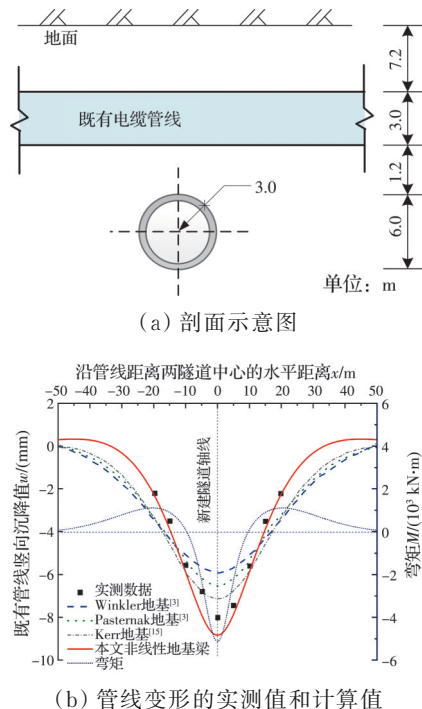 地面
既有电缆管线
3.0
7.2
3.0
1.2
6.0
单位：m
(a) 剖面示意图
沿管线距离两隧道中心的水平距离x/m
-50 -40 -30 -20 -10 0 10 20 30 40 50
2
0
-2
-4
-6
-8
-10
既有管线竖向沉降值w/(mm)
新建隧道轴线
6
4
2
0
-2
-4
-6
弯矩M/(10³ kN·m)
实测数据
Winkler地基[3]
Pasternak地基[3]
Kerr地基[15]
本文非线性地基梁
弯矩
(b) 管线变形的实测值和计算值